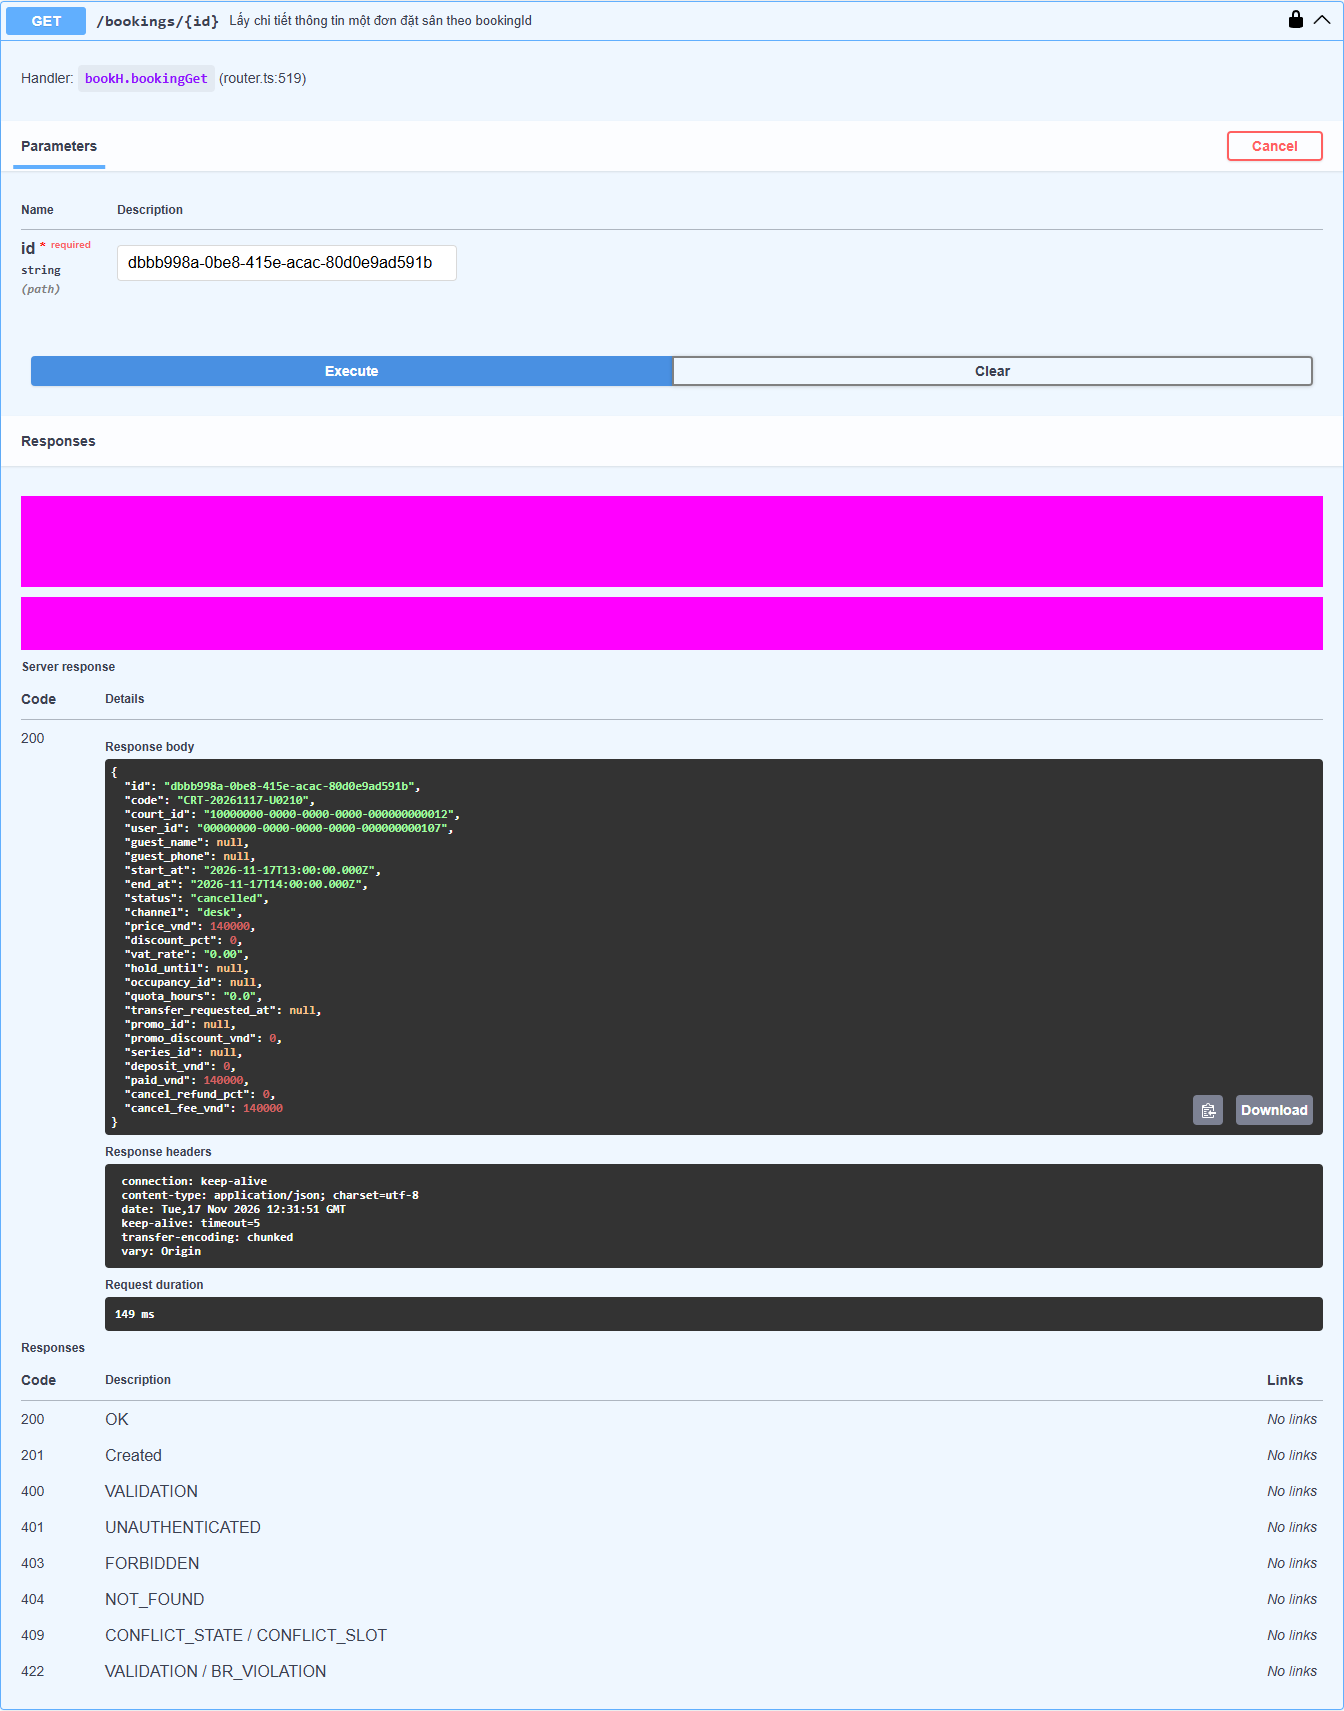 GET /bookings/{id} Lấy chi tiết thông tin một đơn đặt sân theo bookingId
Handler: bookH.bookingGet (router.ts:519)
Parameters
Cancel
Name Description
id * required
string
(path)
dbbb998a-0be8-415e-acac-80d0e9ad591b
Execute
Clear
Responses
Server response
Code Details
200
Response body
{
"id": "dbbb998a-0be8-415e-acac-80d0e9ad591b",
"code": "CRT-20261117-U0210",
"court_id": "10000000-0000-0000-0000-000000000012",
"user_id": "00000000-0000-0000-0000-000000000107",
"guest_name": null,
"guest_phone": null,
"start_at": "2026-11-17T13:00:00.000Z",
"end_at": "2026-11-17T14:00:00.000Z",
"status": "cancelled",
"channel": "desk",
"price_vnd": 140000,
"discount_pct": 0,
"vat_rate": "0.00",
"hold_until": null,
"occupancy_id": null,
"quota_hours": "0.0",
"transfer_requested_at": null,
"promo_id": null,
"promo_discount_vnd": 0,
"series_id": null,
"deposit_vnd": 0,
"paid_vnd": 140000,
"cancel_refund_pct": 0,
"cancel_fee_vnd": 140000
}
Download
Response headers
connection: keep-alive
content-type: application/json; charset=utf-8
date: Tue,17 Nov 2026 12:31:51 GMT
keep-alive: timeout=5
transfer-encoding: chunked
vary: Origin
Request duration
149 ms
Responses
Code Description Links
200 OK No links
201 Created No links
400 VALIDATION No links
401 UNAUTHENTICATED No links
403 FORBIDDEN No links
404 NOT_FOUND No links
409 CONFLICT_STATE / CONFLICT_SLOT No links
422 VALIDATION / BR_VIOLATION No links